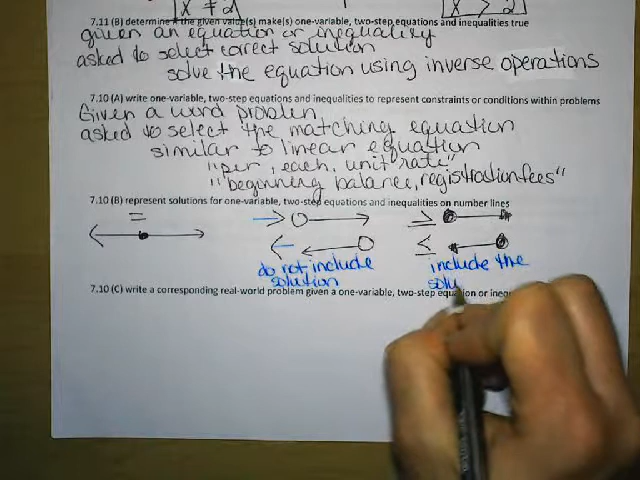 x ≠ 2 x > 2
7.11 (B) determine if the given value(s) make(s) one-variable, two-step equations and inequalities true
given an equation or inequality
asked to select correct solution
solve the equation using inverse operations
7.10 (A) write one-variable, two-step equations and inequalities to represent constraints or conditions within problems
Given a word problem
asked to select the matching equation
similar to linear equation
"per, each, unit rate"
"beginning balance, registration fees"
7.10 (B) represent solutions for one-variable, two-step equations and inequalities on number lines
= > ≥
< ≤
do not include include the
solution solu
7.10 (C) write a corresponding real-world problem given a one-variable, two-step equation or ineq